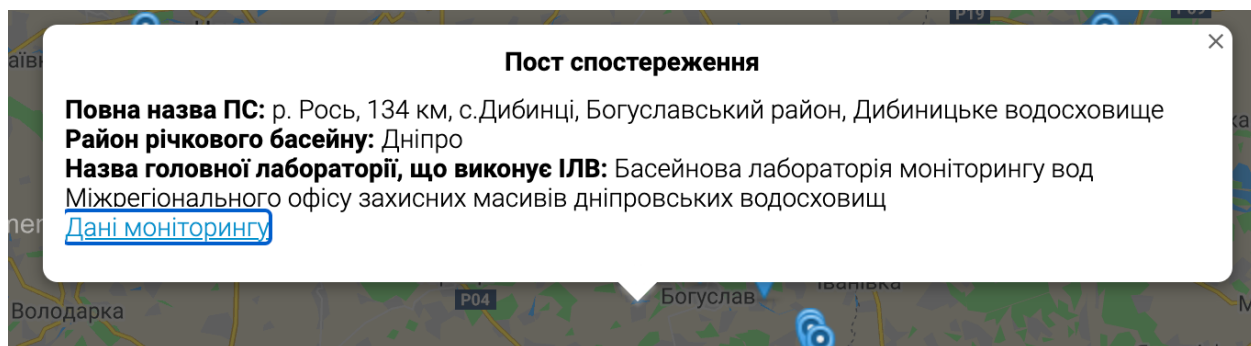 Р19
Пост спостереження
Повна назва ПС: р. Рось, 134 км, с.Дибинці, Богуславський район, Дибиницьке водосховище
Район річкового басейну: Дніпро
Назва головної лабораторії, що виконує ІЛВ: Басейнова лабораторія моніторингу вод
Міжрегіонального офісу захисних масивів дніпровських водосховищ
Дані моніторингу
Володарка
Р04
Богуслав